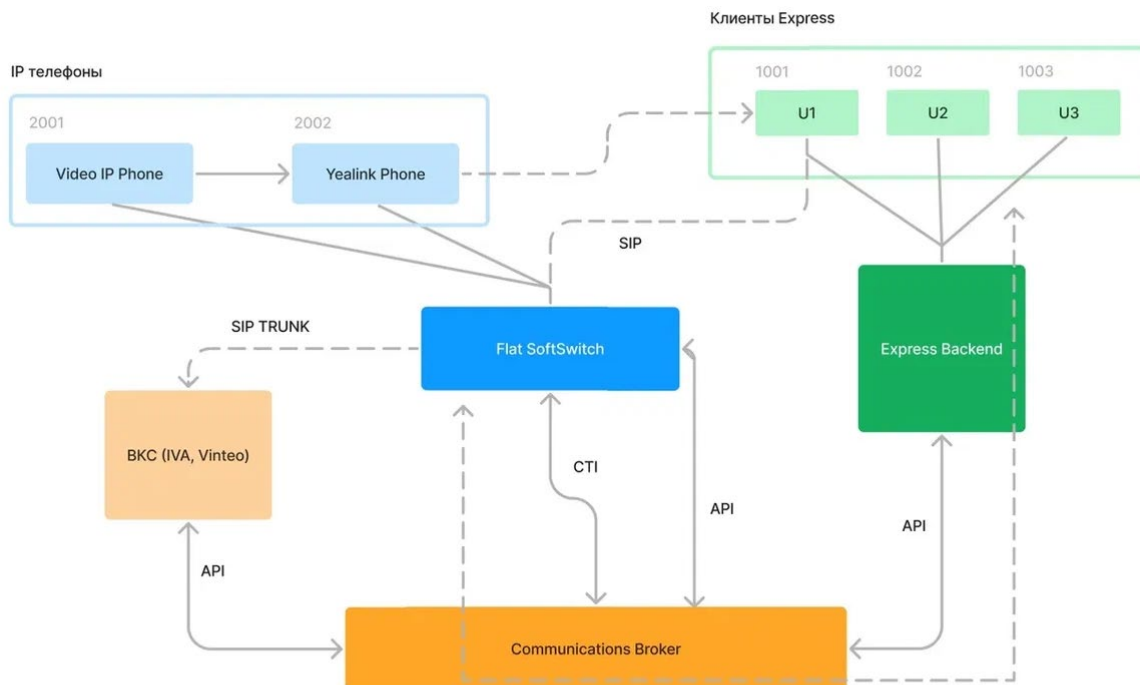 Клиенты Express
IP телефоны
1001
1002
1003
U1
U2
U3
2001
2002
Video IP Phone
Yealink Phone
SIP
SIP TRUNK
Flat SoftSwitch
Express Backend
ВКС (IVA, Vinteo)
CTI
API
API
API
Communications Broker